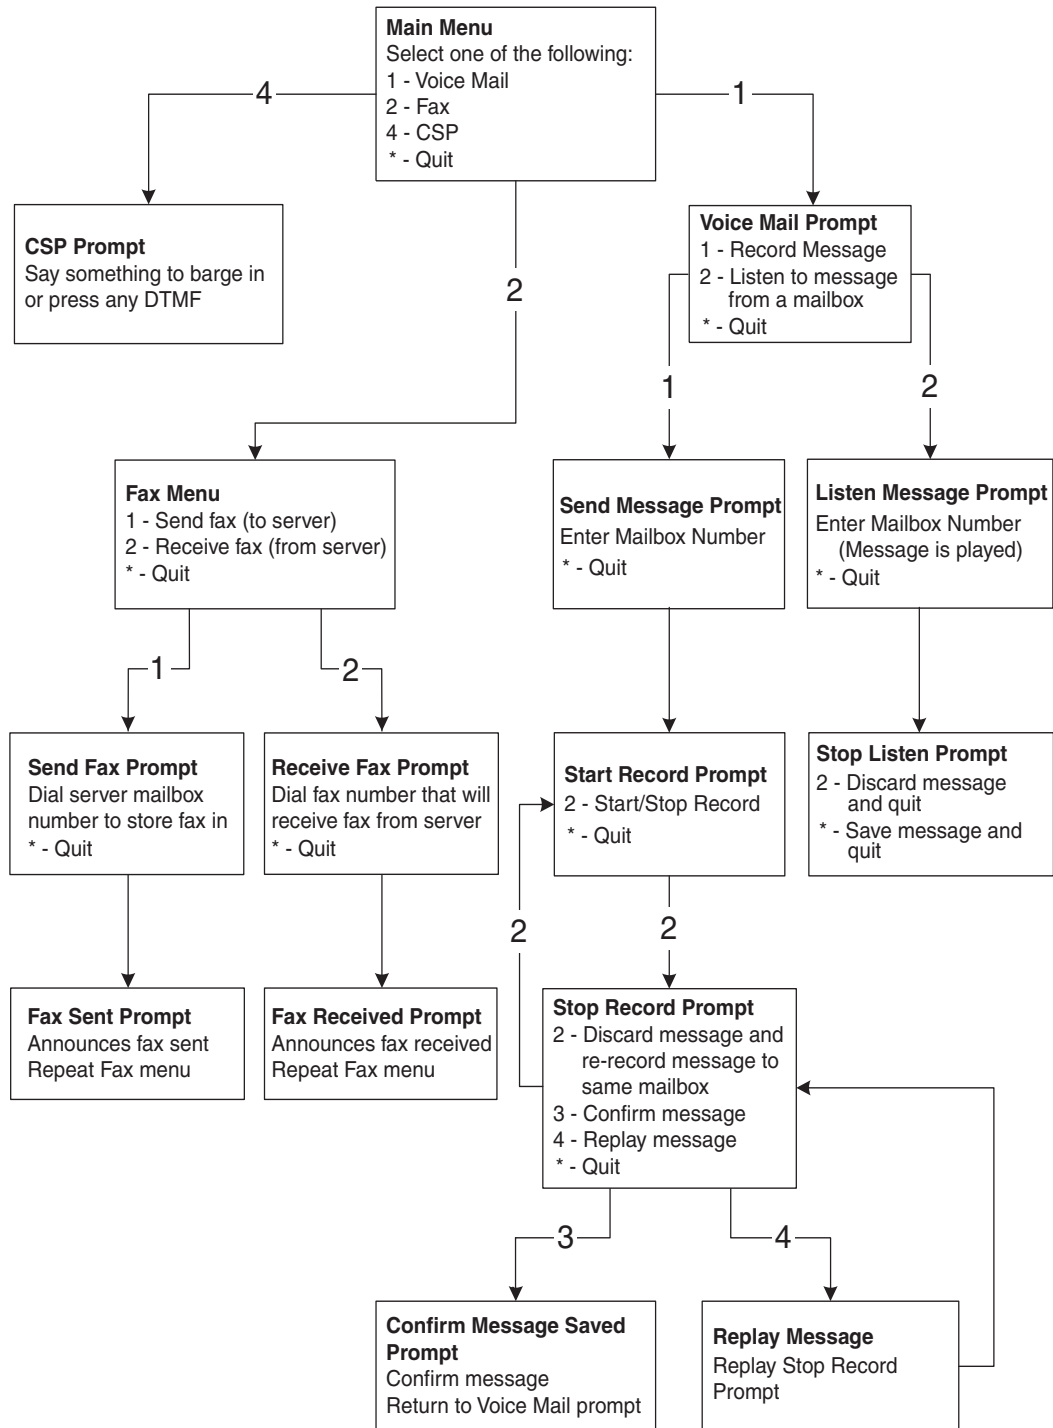 Main Menu
Select one of the following:
1 - Voice Mail
2 - Fax
4 - CSP
* - Quit
4
1
CSP Prompt
Say something to barge in
or press any DTMF
2
Voice Mail Prompt
1 - Record Message
2 - Listen to message
from a mailbox
* - Quit
1
2
Fax Menu
1 - Send fax (to server)
2 - Receive fax (from server)
* - Quit
Send Message Prompt
Enter Mailbox Number
* - Quit
Listen Message Prompt
Enter Mailbox Number
(Message is played)
* - Quit
1
2
Send Fax Prompt
Dial server mailbox
number to store fax in
* - Quit
Receive Fax Prompt
Dial fax number that will
receive fax from server
* - Quit
Start Record Prompt
2 - Start/Stop Record
* - Quit
Stop Listen Prompt
2 - Discard message
and quit
* - Save message and
quit
2
2
Fax Sent Prompt
Announces fax sent
Repeat Fax menu
Fax Received Prompt
Announces fax received
Repeat Fax menu
Stop Record Prompt
2 - Discard message and
re-record message to
same mailbox
3 - Confirm message
4 - Replay message
* - Quit
3
4
Confirm Message Saved
Prompt
Confirm message
Return to Voice Mail prompt
Replay Message
Replay Stop Record
Prompt